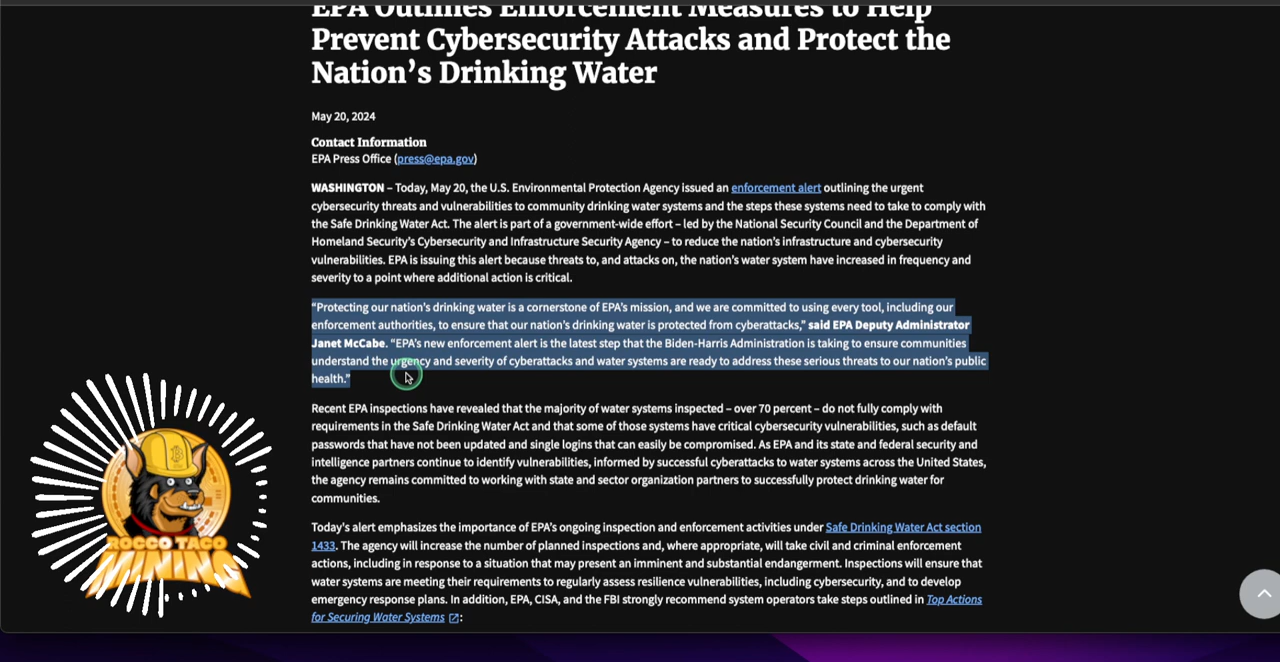 EPA Outlines Enforcement Measures to Help
Prevent Cybersecurity Attacks and Protect the
Nation’s Drinking Water
May 20, 2024
Contact Information
EPA Press Office (press@epa.gov)
WASHINGTON – Today, May 20, the U.S. Environmental Protection Agency issued an enforcement alert outlining the urgent
cybersecurity threats and vulnerabilities to community drinking water systems and the steps these systems need to take to comply with
the Safe Drinking Water Act. The alert is part of a government-wide effort – led by the National Security Council and the Department of
Homeland Security’s Cybersecurity and Infrastructure Security Agency – to reduce the nation’s infrastructure and cybersecurity
vulnerabilities. EPA is issuing this alert because threats to, and attacks on, the nation’s water system have increased in frequency and
severity to a point where additional action is critical.
“Protecting our nation’s drinking water is a cornerstone of EPA’s mission, and we are committed to using every tool, including our
enforcement authorities, to ensure that our nation’s drinking water is protected from cyberattacks,” said EPA Deputy Administrator
Janet McCabe. “EPA’s new enforcement alert is the latest step that the Biden-Harris Administration is taking to ensure communities
understand the urgency and severity of cyberattacks and water systems are ready to address these serious threats to our nation’s public
health.”
Recent EPA inspections have revealed that the majority of water systems inspected – over 70 percent – do not fully comply with
requirements in the Safe Drinking Water Act and that some of those systems have critical cybersecurity vulnerabilities, such as default
passwords that have not been updated and single logins that can easily be compromised. As EPA and its state and federal security and
intelligence partners continue to identify vulnerabilities, informed by successful cyberattacks to water systems across the United States,
the agency remains committed to working with state and sector organization partners to successfully protect drinking water for
communities.
Today’s alert emphasizes the importance of EPA’s ongoing inspection and enforcement activities under Safe Drinking Water Act section
1433. The agency will increase the number of planned inspections and, where appropriate, will take civil and criminal enforcement
actions, including in response to a situation that may present an imminent and substantial endangerment. Inspections will ensure that
water systems are meeting their requirements to regularly assess resilience vulnerabilities, including cybersecurity, and to develop
emergency response plans. In addition, EPA, CISA, and the FBI strongly recommend system operators take steps outlined in Top Actions
for Securing Water Systems:
ROCCO TACO
MINING